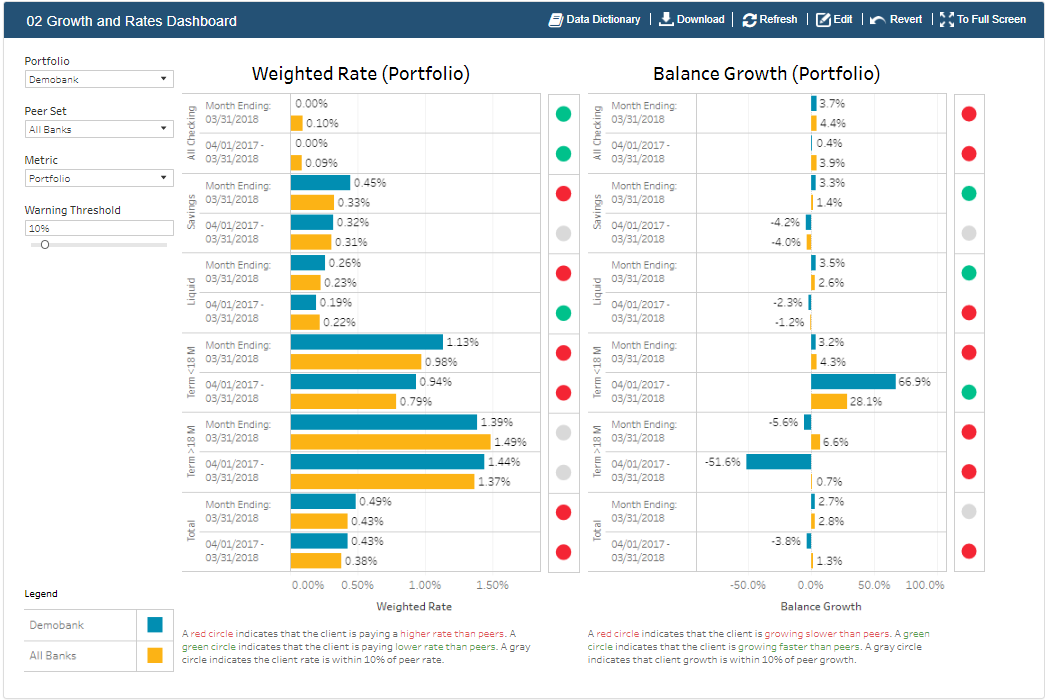 02 Growth and Rates Dashboard
Data Dictionary | Download | Refresh | Edit | Revert | To Full Screen
Portfolio
Demobank
Peer Set
All Banks
Metric
Portfolio
Warning Threshold
10%
Weighted Rate (Portfolio)
All Checking
Month Ending:
03/31/2018
0.00%
0.10%
04/01/2017 -
03/31/2018
0.00%
0.09%
Savings
Month Ending:
03/31/2018
0.45%
0.33%
04/01/2017 -
03/31/2018
0.32%
0.31%
Liquid
Month Ending:
03/31/2018
0.26%
0.23%
04/01/2017 -
03/31/2018
0.19%
0.22%
Term <18 M
Month Ending:
03/31/2018
1.13%
0.98%
04/01/2017 -
03/31/2018
0.94%
0.79%
Term >18 M
Month Ending:
03/31/2018
1.39%
1.49%
04/01/2017 -
03/31/2018
1.44%
1.37%
Total
Month Ending:
03/31/2018
0.49%
0.43%
04/01/2017 -
03/31/2018
0.43%
0.38%
0.00% 0.50% 1.00% 1.50%
Weighted Rate
A red circle indicates that the client is paying a higher rate than peers. A
green circle indicates that the client is paying lower rate than peers. A gray
circle indicates the client rate is within 10% of peer rate.
Balance Growth (Portfolio)
All Checking
Month Ending:
03/31/2018
3.7%
4.4%
04/01/2017 -
03/31/2018
0.4%
3.9%
Savings
Month Ending:
03/31/2018
3.3%
1.4%
04/01/2017 -
03/31/2018
-4.2%
-4.0%
Liquid
Month Ending:
03/31/2018
3.5%
2.6%
04/01/2017 -
03/31/2018
-2.3%
-1.2%
Term <18 M
Month Ending:
03/31/2018
3.2%
4.3%
04/01/2017 -
03/31/2018
66.9%
28.1%
Term >18 M
Month Ending:
03/31/2018
-5.6%
6.6%
04/01/2017 -
03/31/2018
-51.6%
0.7%
Total
Month Ending:
03/31/2018
2.7%
2.8%
04/01/2017 -
03/31/2018
-3.8%
1.3%
-50.0% 0.0% 50.0% 100.0%
Balance Growth
A red circle indicates that the client is growing slower than peers. A green
circle indicates that the client is growing faster than peers. A gray circle
indicates that client growth is within 10% of peer growth.
Legend
Demobank
All Banks